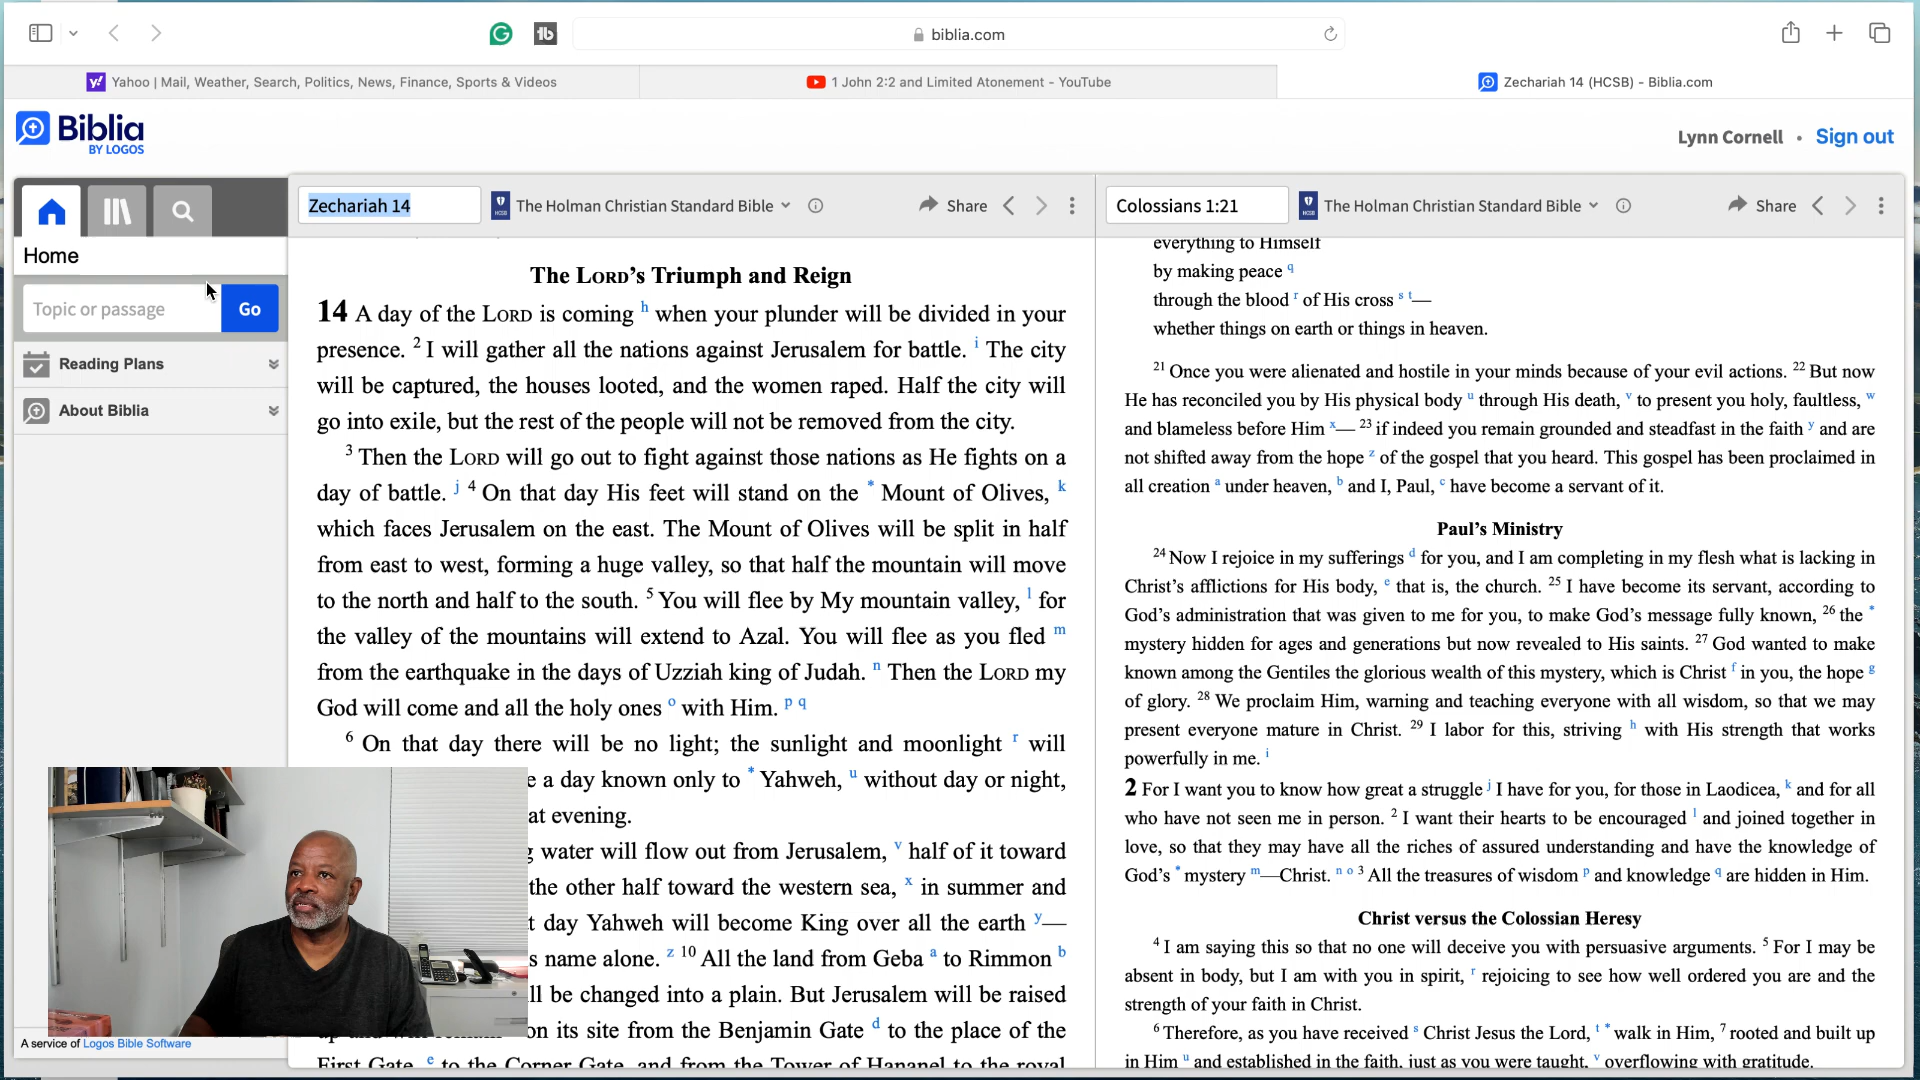 biblia.com
Yahoo | Mail, Weather, Search, Politics, News, Finance, Sports & Videos
1 John 2:2 and Limited Atonement - YouTube
Zechariah 14 (HCSB) - Biblia.com
Biblia
BY LOGOS
Lynn Cornell • Sign out
Home
Topic or passage
Go
Reading Plans
About Biblia
A service of Logos Bible Software
Zechariah 14
The Holman Christian Standard Bible
Share
The LORD's Triumph and Reign
14 A day of the LORD is coming h when your plunder will be divided in your
presence. 2 I will gather all the nations against Jerusalem for battle. i The city
will be captured, the houses looted, and the women raped. Half the city will
go into exile, but the rest of the people will not be removed from the city.
3 Then the LORD will go out to fight against those nations as He fights on a
day of battle. j 4 On that day His feet will stand on the * Mount of Olives, k
which faces Jerusalem on the east. The Mount of Olives will be split in half
from east to west, forming a huge valley, so that half the mountain will move
to the north and half to the south. 5 You will flee by My mountain valley, l for
the valley of the mountains will extend to Azal. You will flee as you fled m
from the earthquake in the days of Uzziah king of Judah. n Then the LORD my
God will come and all the holy ones o with Him. p q
6 On that day there will be no light; the sunlight and moonlight r will
e a day known only to * Yahweh, u without day or night,
at evening.
water will flow out from Jerusalem, v half of it toward
the other half toward the western sea, x in summer and
t day Yahweh will become King over all the earth y—
s name alone. z 10 All the land from Geba a to Rimmon b
ll be changed into a plain. But Jerusalem will be raised
up and will remain on its site from the Benjamin Gate d to the place of the
First Gate, e to the Corner Gate, and from the Tower of Hananel to the royal
Colossians 1:21
The Holman Christian Standard Bible
Share
everything to Himself
by making peace q
through the blood r of His cross s t—
whether things on earth or things in heaven.
21 Once you were alienated and hostile in your minds because of your evil actions. 22 But now
He has reconciled you by His physical body u through His death, v to present you holy, faultless, w
and blameless before Him x— 23 if indeed you remain grounded and steadfast in the faith y and are
not shifted away from the hope z of the gospel that you heard. This gospel has been proclaimed in
all creation a under heaven, b and I, Paul, c have become a servant of it.
Paul's Ministry
24 Now I rejoice in my sufferings d for you, and I am completing in my flesh what is lacking in
Christ's afflictions for His body, e that is, the church. 25 I have become its servant, according to
God's administration that was given to me for you, to make God's message fully known, 26 the *
mystery hidden for ages and generations but now revealed to His saints. 27 God wanted to make
known among the Gentiles the glorious wealth of this mystery, which is Christ f in you, the hope g
of glory. 28 We proclaim Him, warning and teaching everyone with all wisdom, so that we may
present everyone mature in Christ. 29 I labor for this, striving h with His strength that works
powerfully in me. i
2 For I want you to know how great a struggle j I have for you, for those in Laodicea, k and for all
who have not seen me in person. 2 I want their hearts to be encouraged l and joined together in
love, so that they may have all the riches of assured understanding and have the knowledge of
God's * mystery m—Christ. n o 3 All the treasures of wisdom p and knowledge q are hidden in Him.
Christ versus the Colossian Heresy
4 I am saying this so that no one will deceive you with persuasive arguments. 5 For I may be
absent in body, but I am with you in spirit, r rejoicing to see how well ordered you are and the
strength of your faith in Christ.
6 Therefore, as you have received s Christ Jesus the Lord, t * walk in Him, 7 rooted and built up
in Him u and established in the faith, just as you were taught, v overflowing with gratitude.